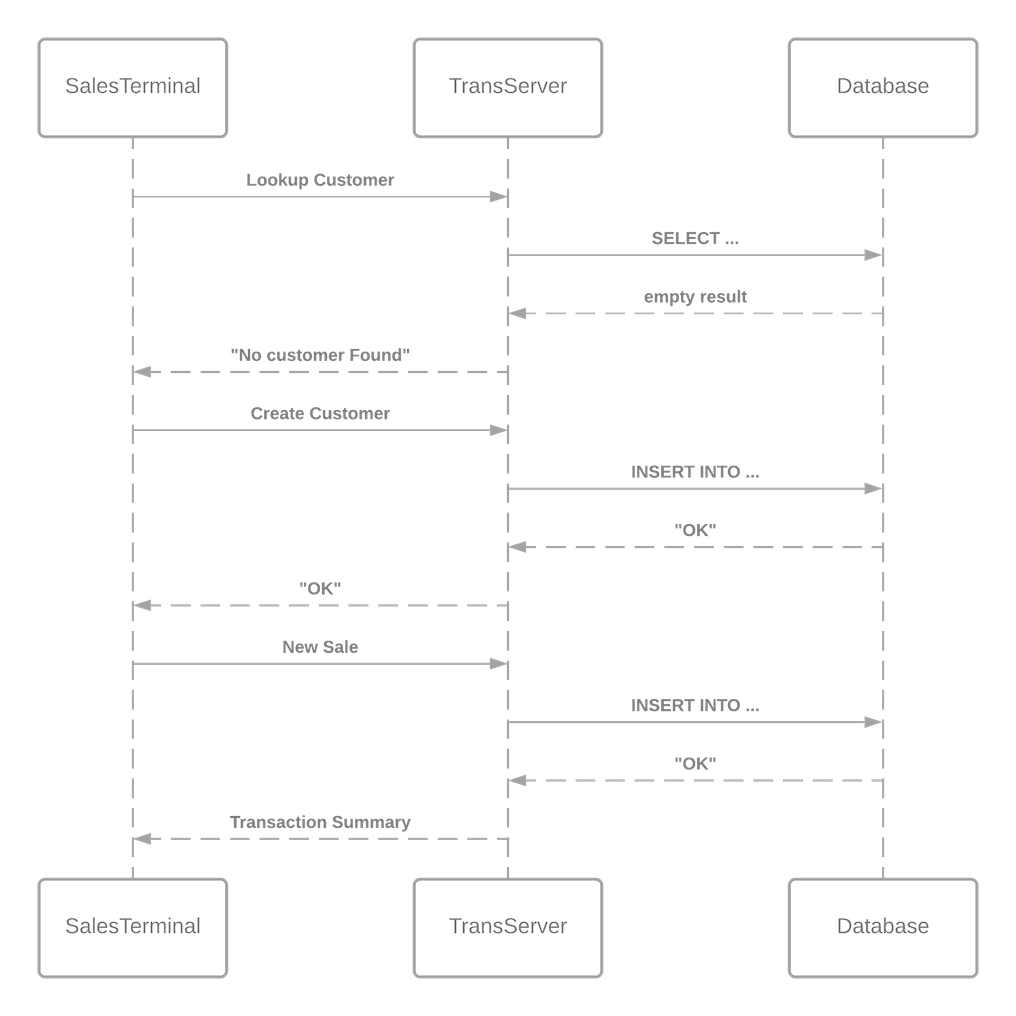 SalesTerminal
TransServer
Database
Lookup Customer
SELECT ...
empty result
"No customer Found"
Create Customer
INSERT INTO ...
"OK"
"OK"
New Sale
INSERT INTO ...
"OK"
Transaction Summary
SalesTerminal
TransServer
Database